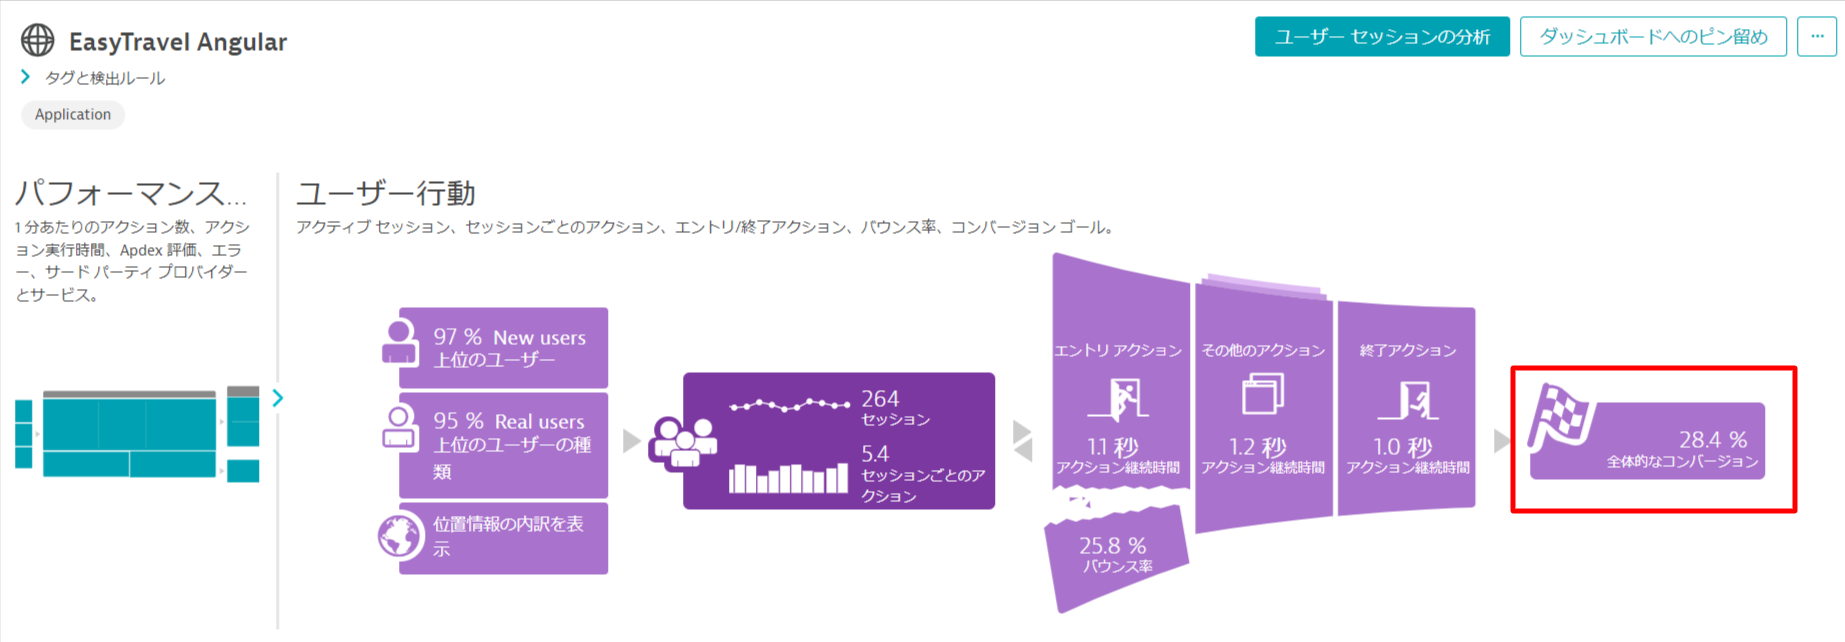 EasyTravel Angular
タグと検出ルール
Application
ユーザー セッションの分析
ダッシュボードへのピン留め
...
パフォーマンス...
1 分あたりのアクション数、アクシ
ョン実行時間、Apdex 評価、エラ
ー、サード パーティ プロバイダー
とサービス。
ユーザー行動
アクティブ セッション、セッションごとのアクション、エントリ/終了アクション、バウンス率、コンバージョン ゴール。
97 % New users
上位のユーザー
95 % Real users
上位のユーザーの種
類
位置情報の内訳を表
示
264
セッション
5.4
セッションごとのア
クション
エントリ アクション
1.1 秒
アクション継続時間
25.8 %
バウンス率
その他のアクション
1.2 秒
アクション継続時間
終了アクション
1.0 秒
アクション継続時間
28.4 %
全体的なコンバージョン